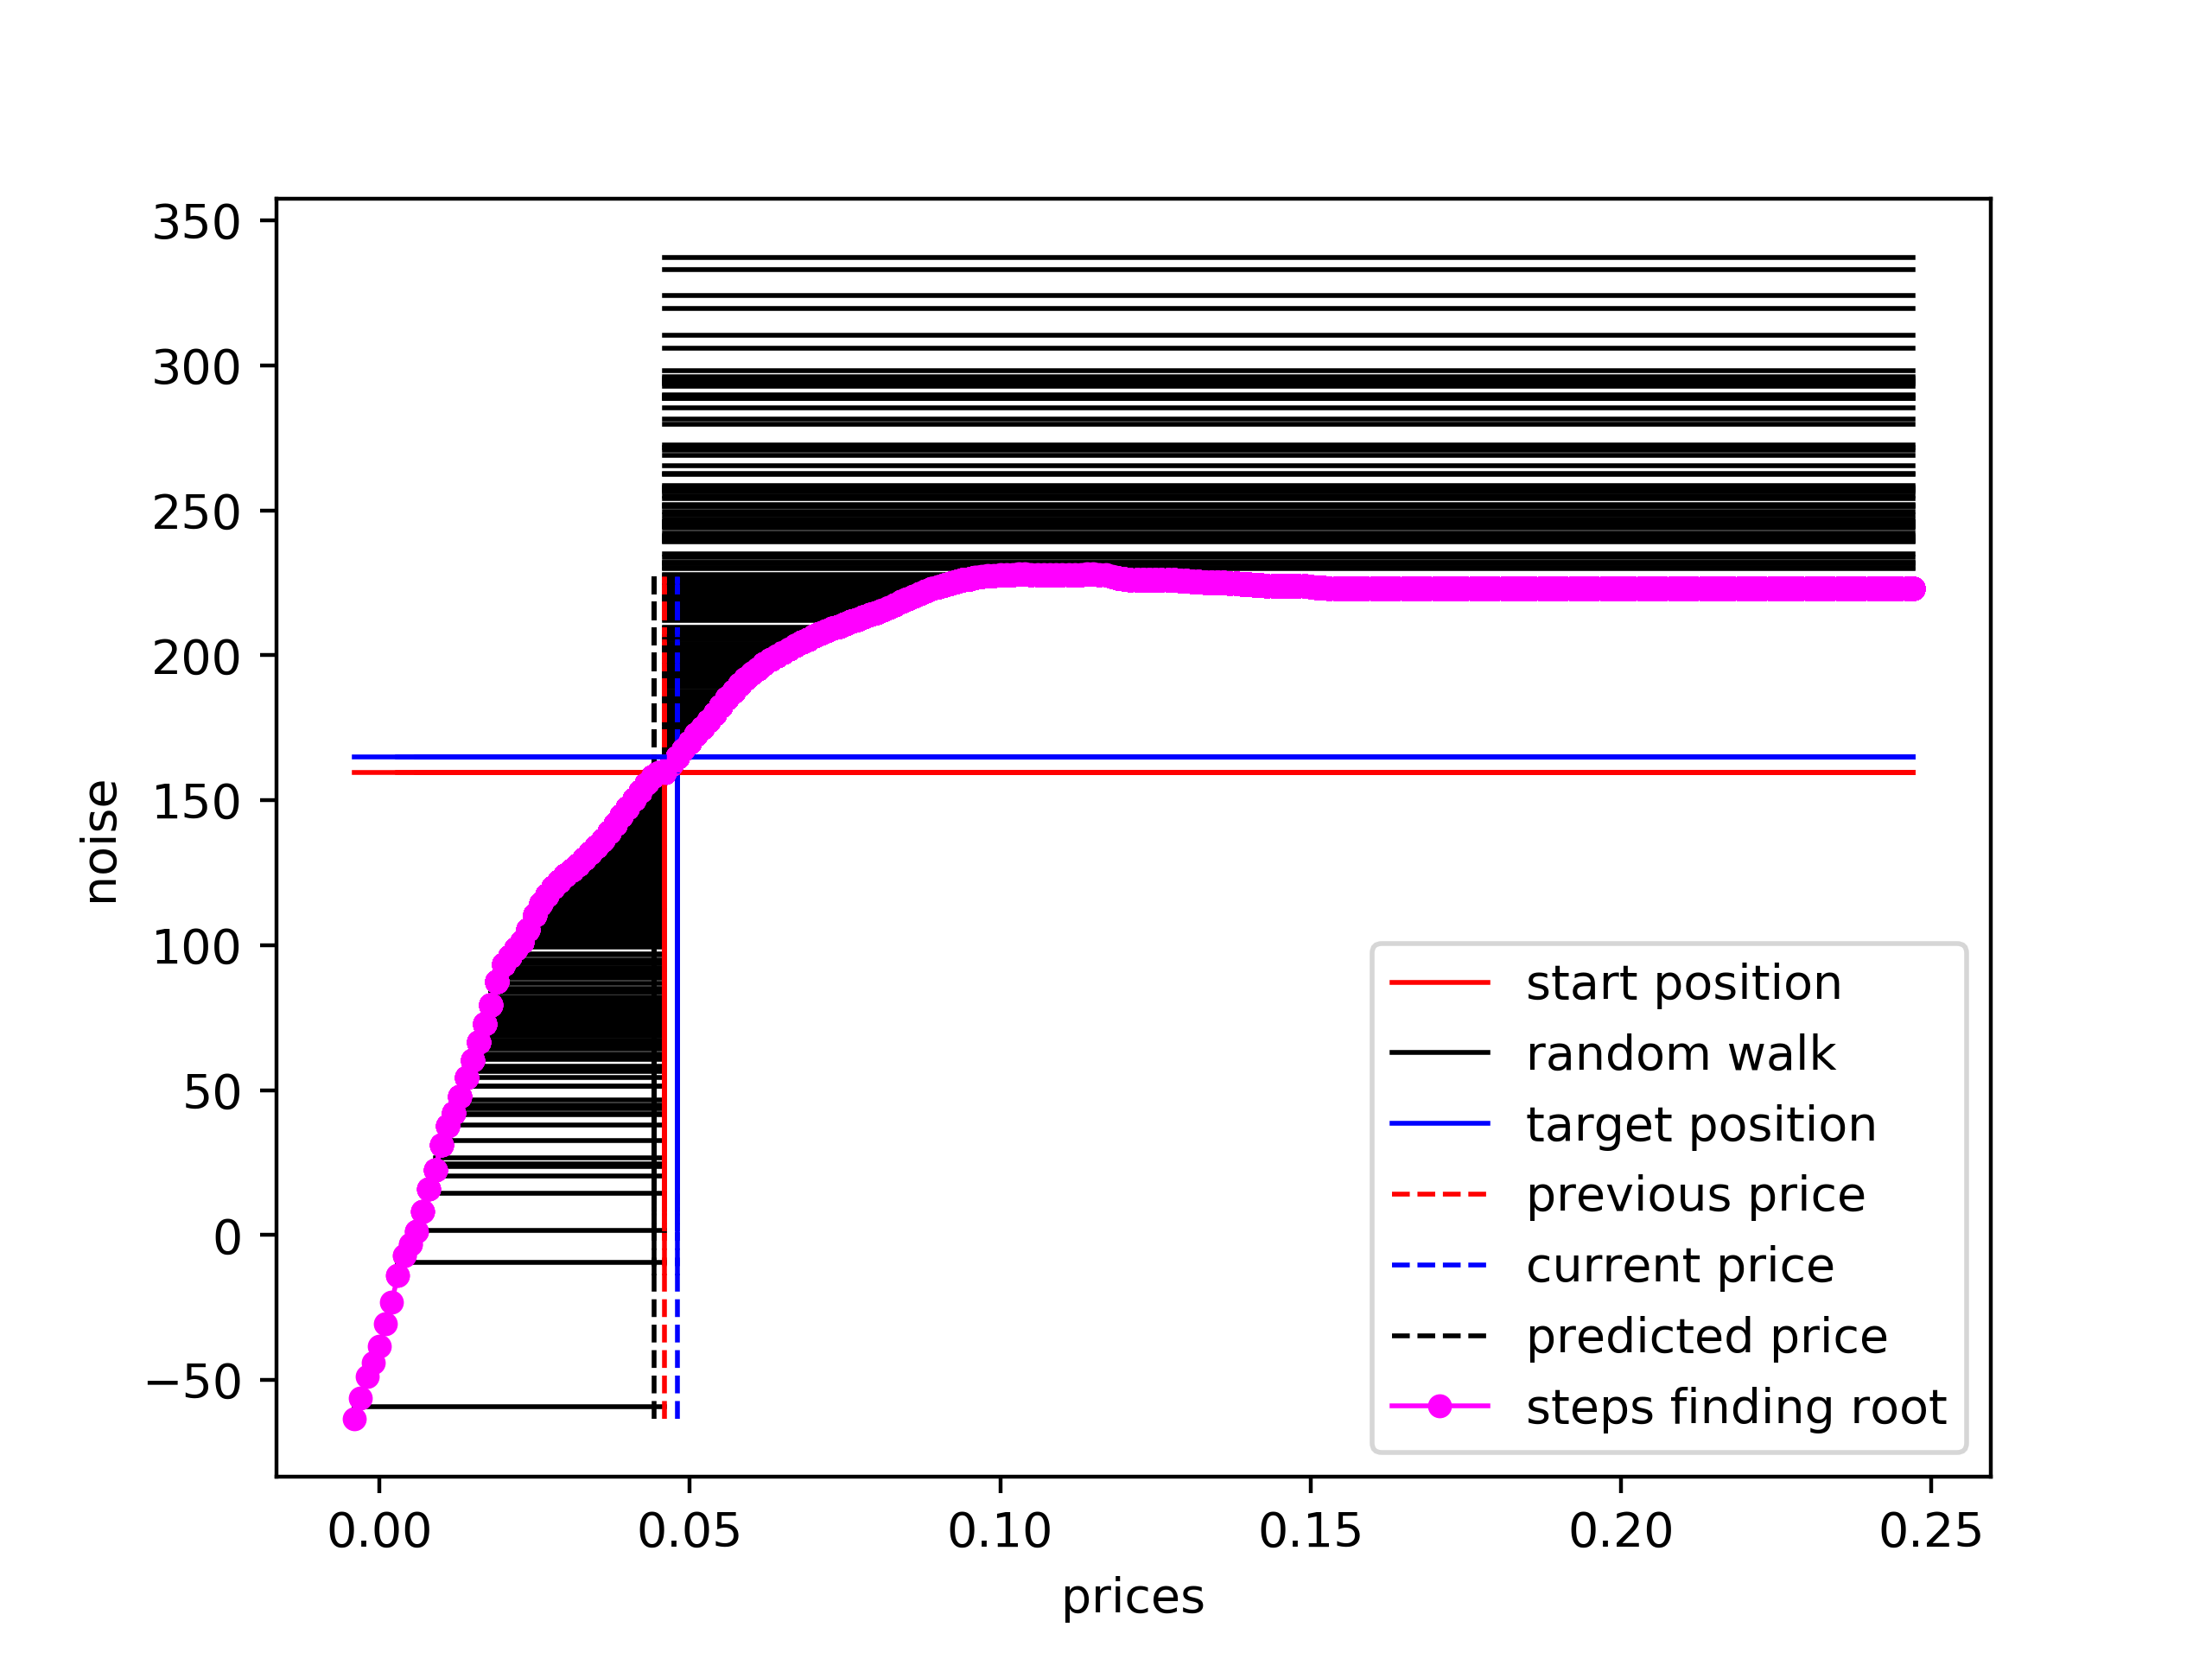 350
300
250
200
150
100
50
0
−50
noise
0.00 0.05 0.10 0.15 0.20 0.25
prices
start position
random walk
target position
previous price
current price
predicted price
steps finding root